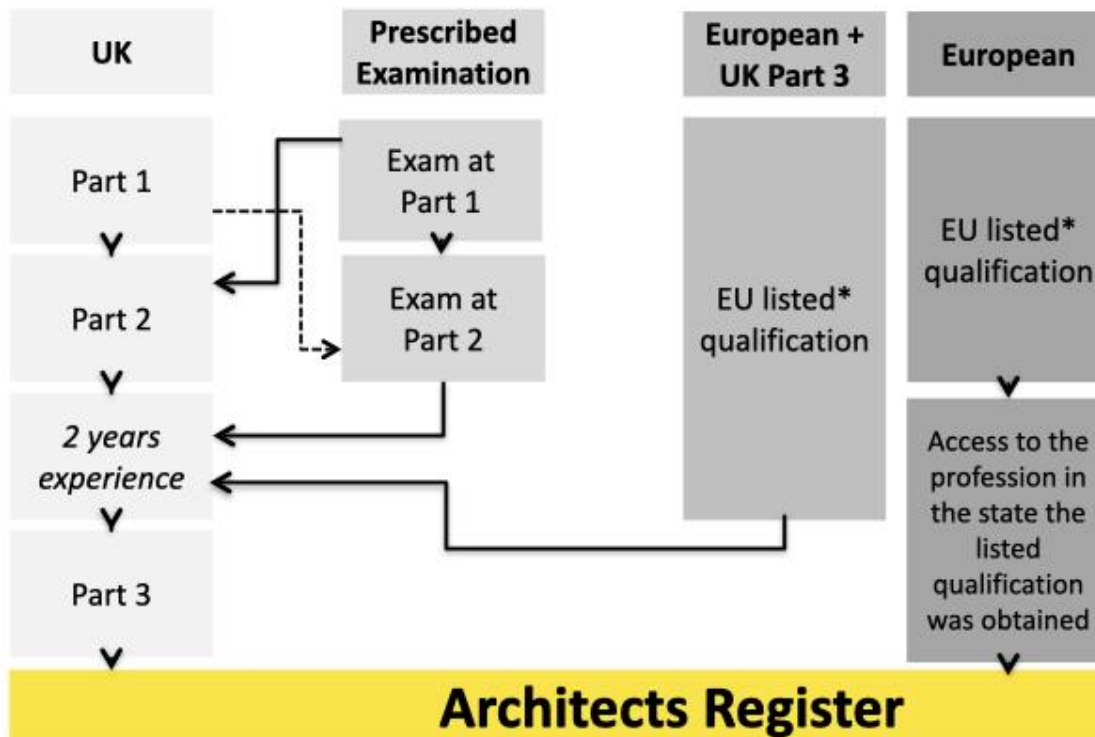 UK
Part 1
Part 2
2 years
experience
Part 3
Prescribed
Examination
Exam at
Part 1
Exam at
Part 2
European +
UK Part 3
EU listed*
qualification
European
EU listed*
qualification
Access to the
profession in
the state the
listed
qualification
was obtained
Architects Register